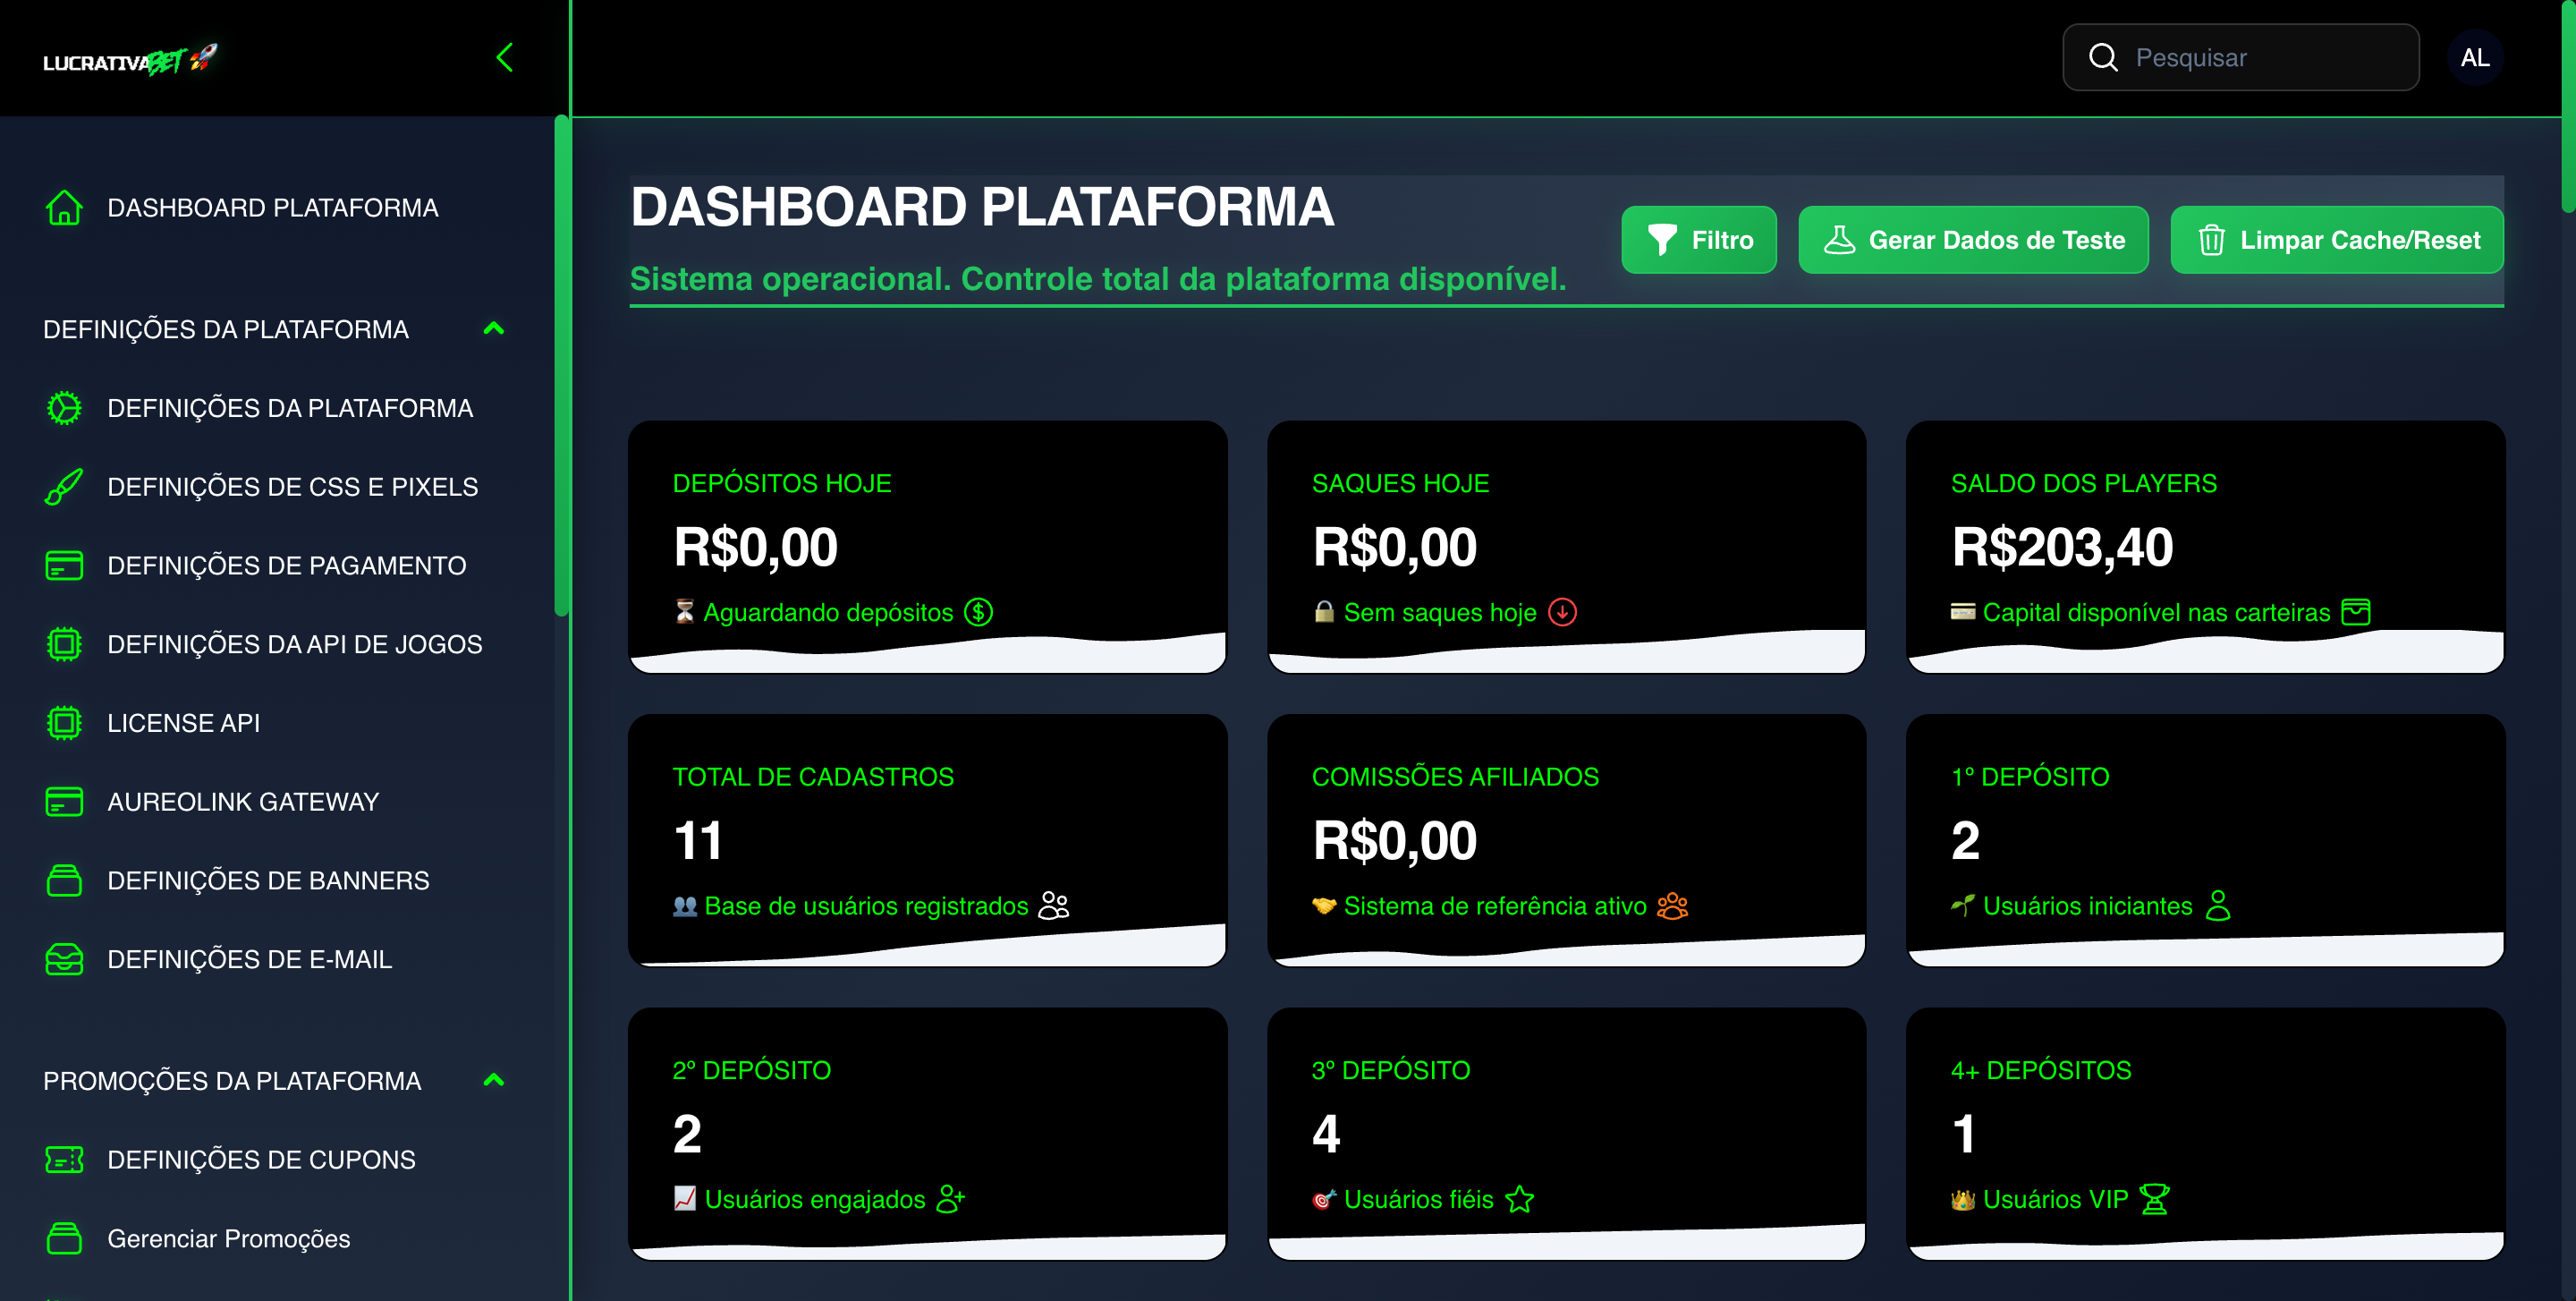 LUCRATIVABET
Pesquisar
AL
DASHBOARD PLATAFORMA
DEFINIÇÕES DA PLATAFORMA
DEFINIÇÕES DA PLATAFORMA
DEFINIÇÕES DE CSS E PIXELS
DEFINIÇÕES DE PAGAMENTO
DEFINIÇÕES DA API DE JOGOS
LICENSE API
AUREOLINK GATEWAY
DEFINIÇÕES DE BANNERS
DEFINIÇÕES DE E-MAIL
PROMOÇÕES DA PLATAFORMA
DEFINIÇÕES DE CUPONS
Gerenciar Promoções
DASHBOARD PLATAFORMA
Sistema operacional. Controle total da plataforma disponível.
Filtro
Gerar Dados de Teste
Limpar Cache/Reset
DEPÓSITOS HOJE
R$0,00
Aguardando depósitos
SAQUES HOJE
R$0,00
Sem saques hoje
SALDO DOS PLAYERS
R$203,40
Capital disponível nas carteiras
TOTAL DE CADASTROS
11
Base de usuários registrados
COMISSÕES AFILIADOS
R$0,00
Sistema de referência ativo
1º DEPÓSITO
2
Usuários iniciantes
2º DEPÓSITO
2
Usuários engajados
3º DEPÓSITO
4
Usuários fiéis
4+ DEPÓSITOS
1
Usuários VIP